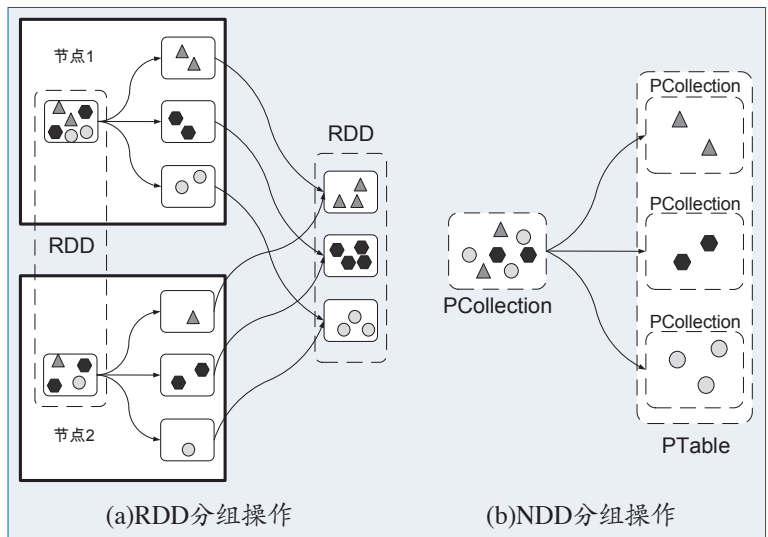 节点1
RDD
节点2
RDD
(a)RDD分组操作
PCollection
PCollection
PCollection
PCollection
PTable
(b)NDD分组操作